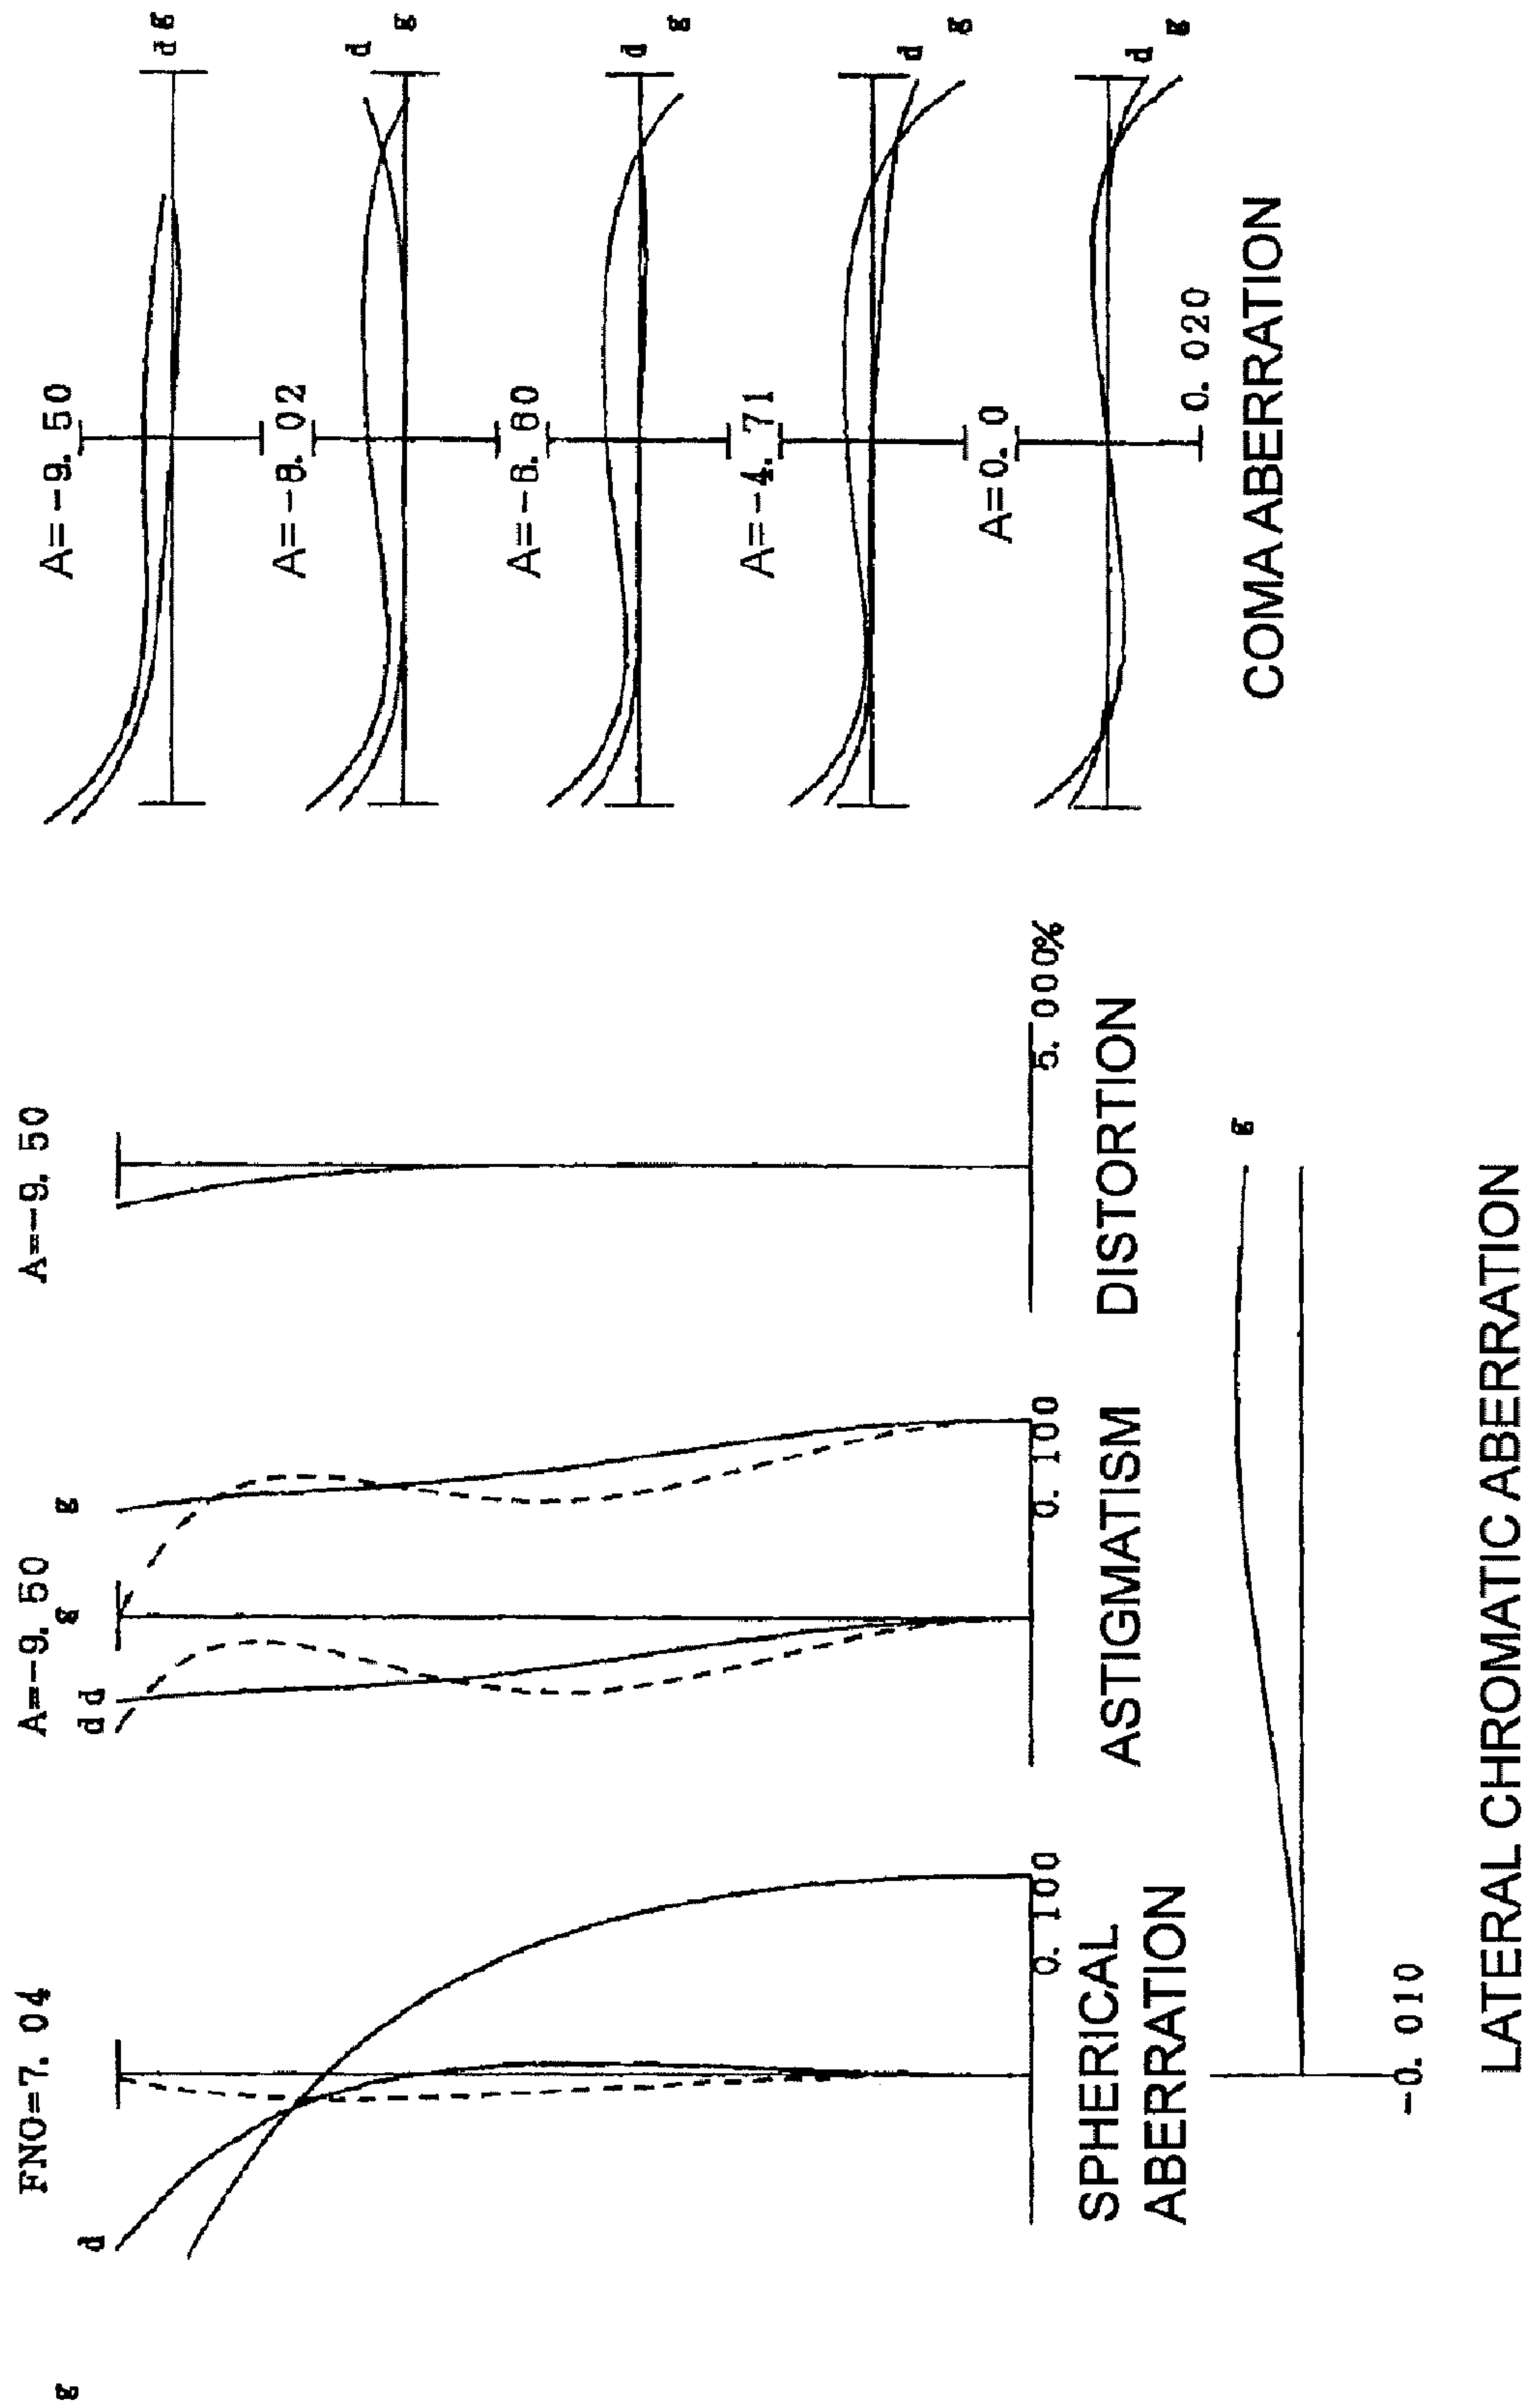 FNO=7. 04
g
d
0. 100
SPHERICAL
ABERRATION
A=-9. 50
g
g
d d
0. 100
ASTIGMATISM
A=-9. 50
5. 000%
DISTORTION
g
-0. 010
LATERAL CHROMATIC ABERRATION
A=-9. 50
d g
A=-8. 02
d
g
A=-6. 60
d
g
A=-4. 71
d
g
A=0. 0
d
g
0. 020
COMA ABERRATION